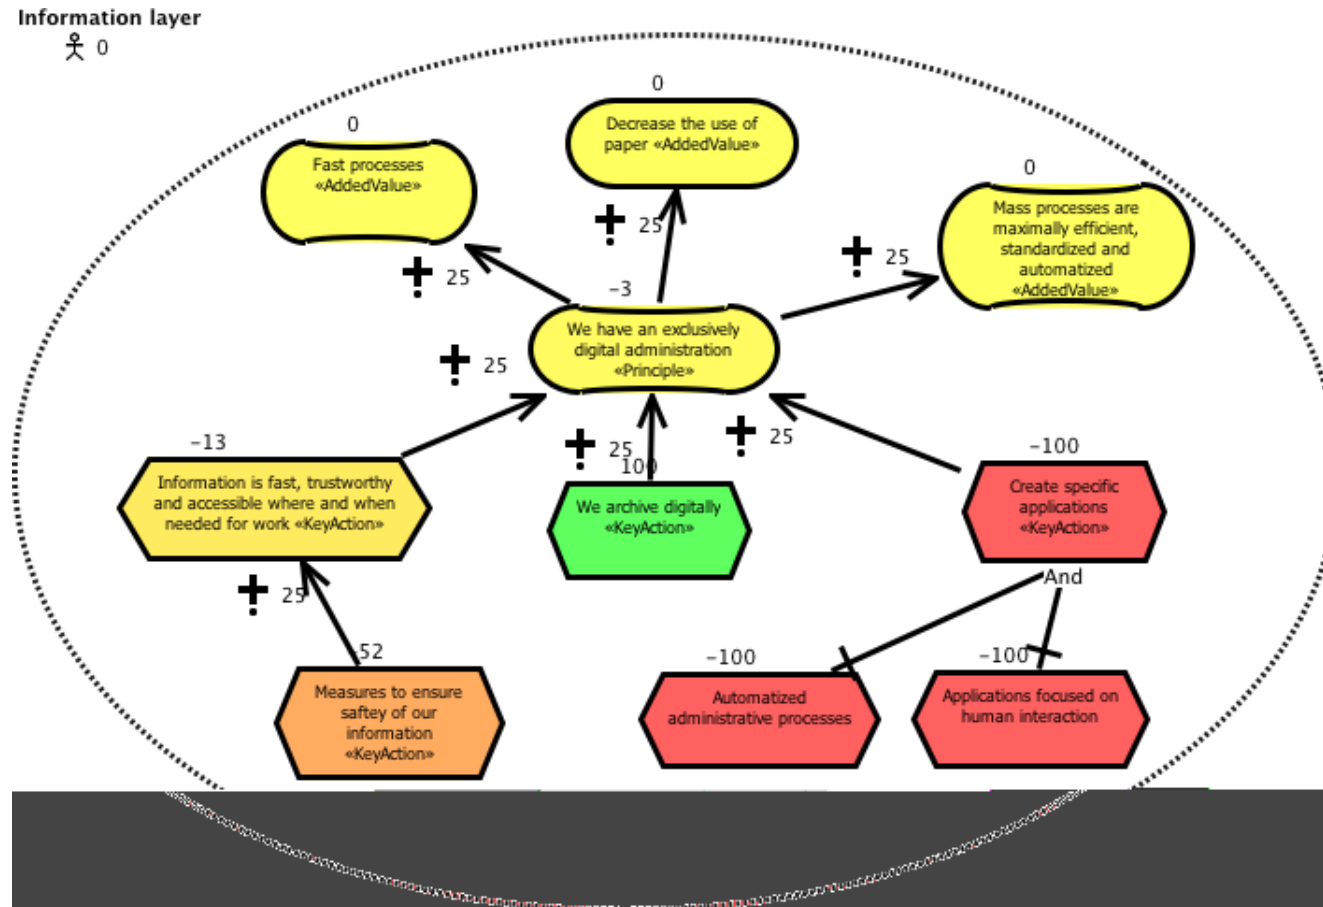 Information layer
0
0
Decrease the use of
paper «AddedValue»
0
Fast processes
«AddedValue»
0
Mass processes are
maximally efficient,
standardized and
automatized
«AddedValue»
25
25
25
-3
We have an exclusively
digital administration
«Principle»
25
25
25
-13
Information is fast, trustworthy
and accessible where and when
needed for work «KeyAction»
100
We archive digitally
«KeyAction»
-100
Create specific
applications
«KeyAction»
And
25
-52
Measures to ensure
saftey of our
information
«KeyAction»
-100
Automatized
administrative processes
-100
Applications focused on
human interaction